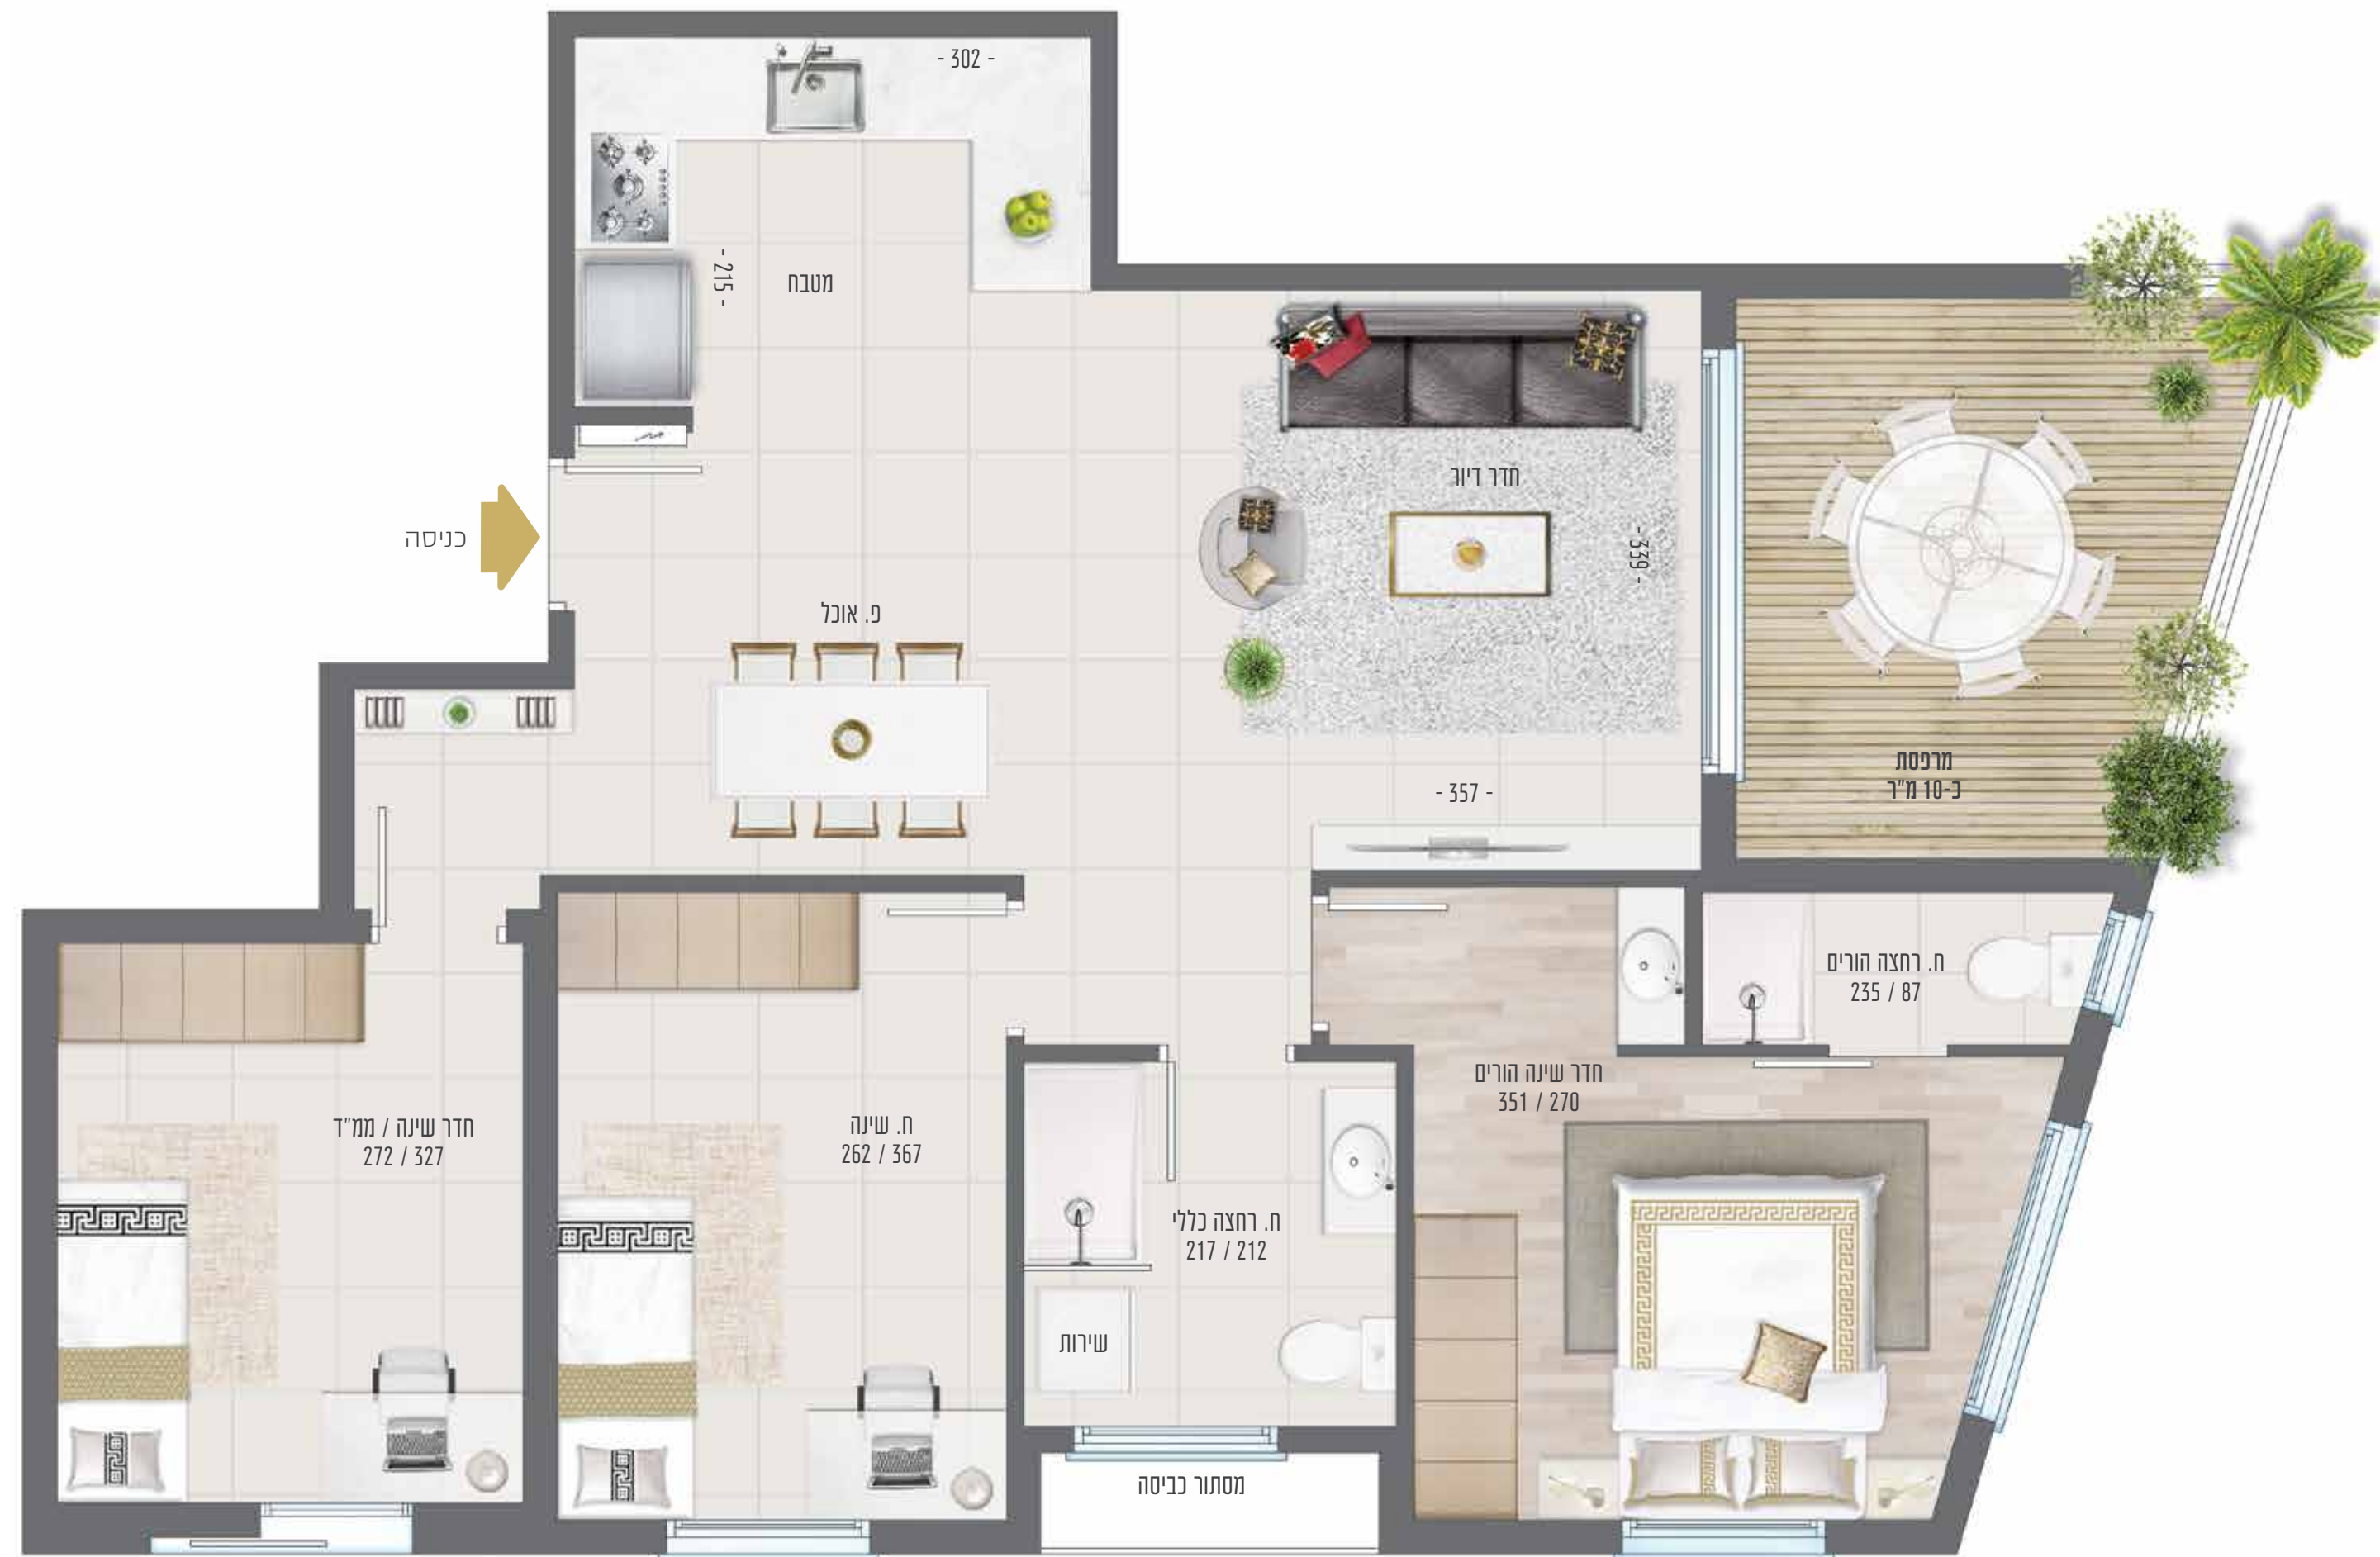 - 302 -
- 215 -
מטבח
חדר דיור
- 339 -
כניסה
פ. אוכל
מרפסת
כ-10 מ"ר
- 357 -
ח. רחצה הורים
235 / 87
חדר שינה הורים
351 / 270
ח. שינה
262 / 367
חדר שינה / ממ"ד
272 / 327
ח. רחצה כללי
217 / 212
שירות
מסתור כביסה